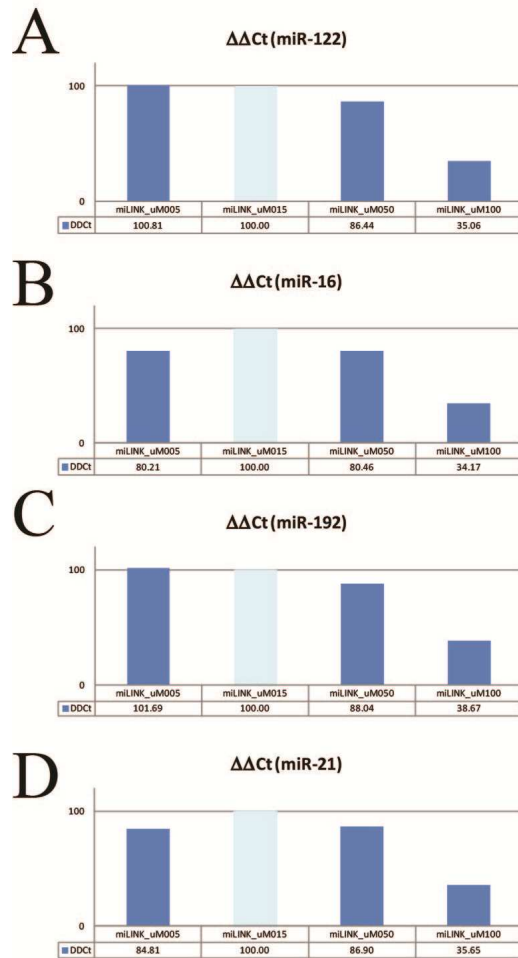 A
ΔΔCt (miR-122)
100
0
miLINK_uM005 miLINK_uM015 miLINK_uM050 miLINK_uM100
DDCt 100.81 100.00 86.44 35.06
B
ΔΔCt (miR-16)
100
0
miLINK_uM005 miLINK_uM015 miLINK_uM050 miLINK_uM100
DDCt 80.21 100.00 80.46 34.17
C
ΔΔCt (miR-192)
100
0
miLINK_uM005 miLINK_uM015 miLINK_uM050 miLINK_uM100
DDCt 101.69 100.00 88.04 38.67
D
ΔΔCt (miR-21)
100
0
miLINK_uM005 miLINK_uM015 miLINK_uM050 miLINK_uM100
DDCt 84.81 100.00 86.90 35.65